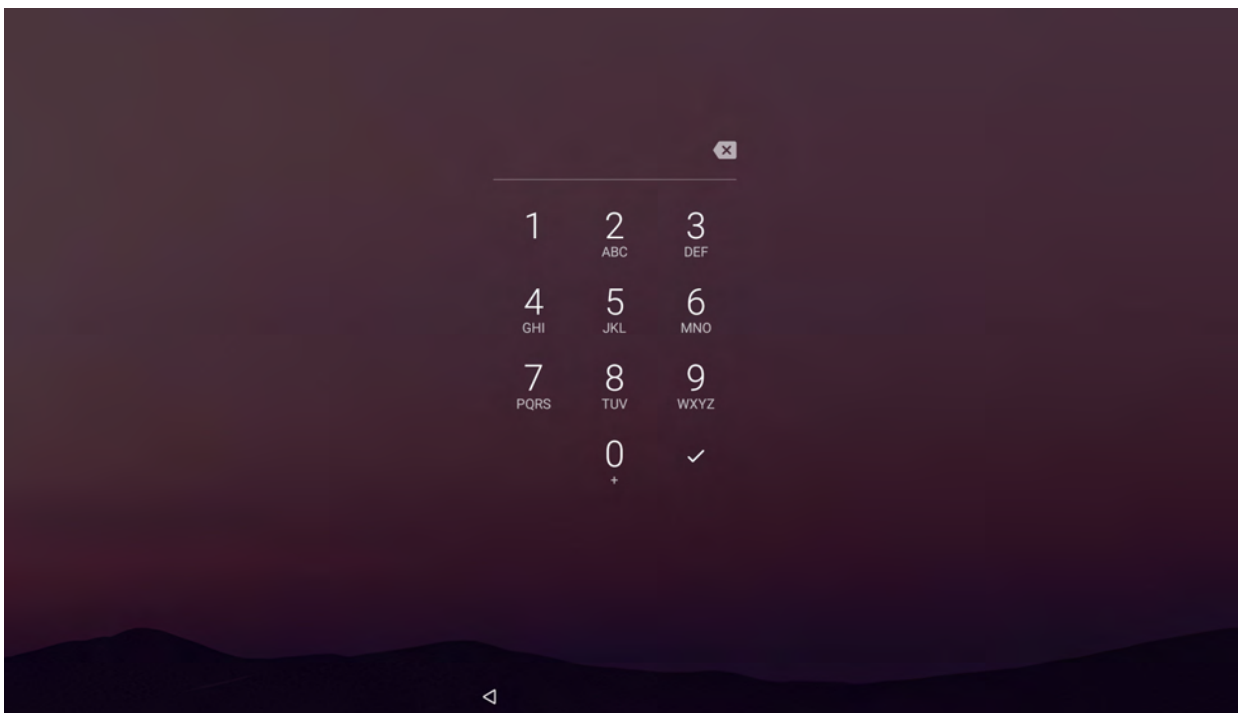 1 2 3
ABC DEF
4 5 6
GHI JKL MNO
7 8 9
PQRS TUV WXYZ
0
+